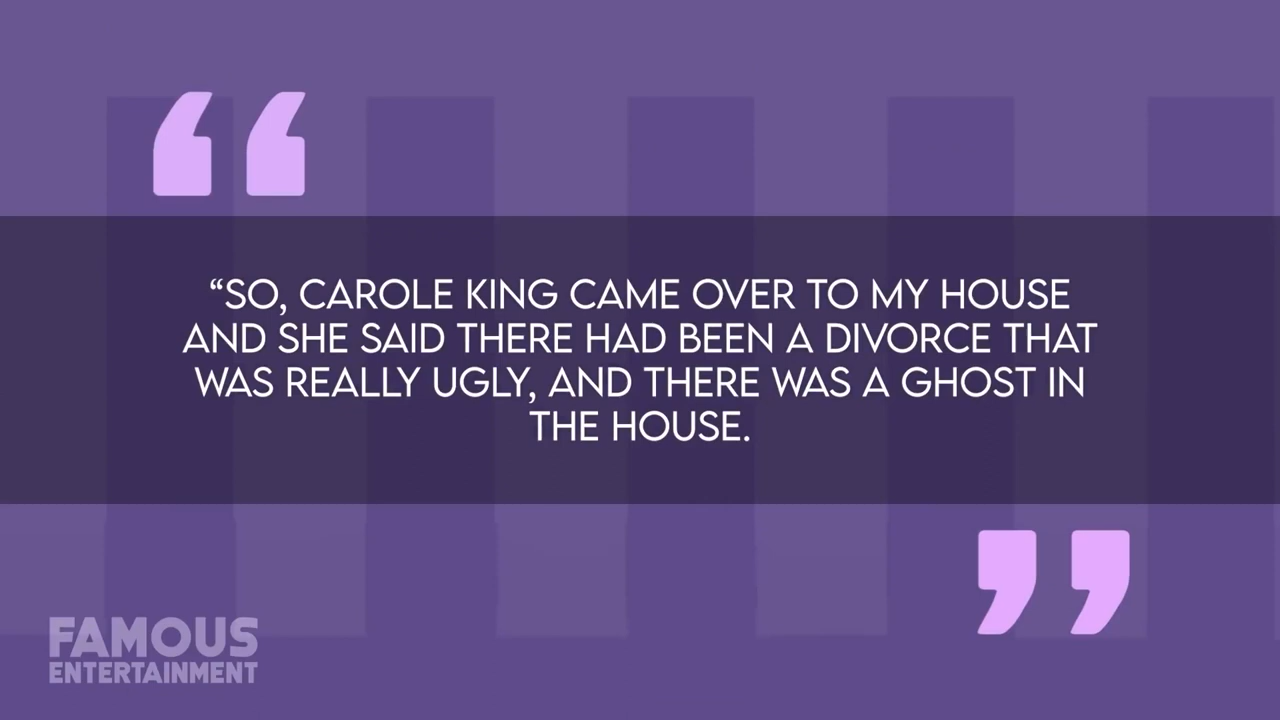 “SO, CAROLE KING CAME OVER TO MY HOUSE
AND SHE SAID THERE HAD BEEN A DIVORCE THAT
WAS REALLY UGLY, AND THERE WAS A GHOST IN
THE HOUSE.
FAMOUS
ENTERTAINMENT